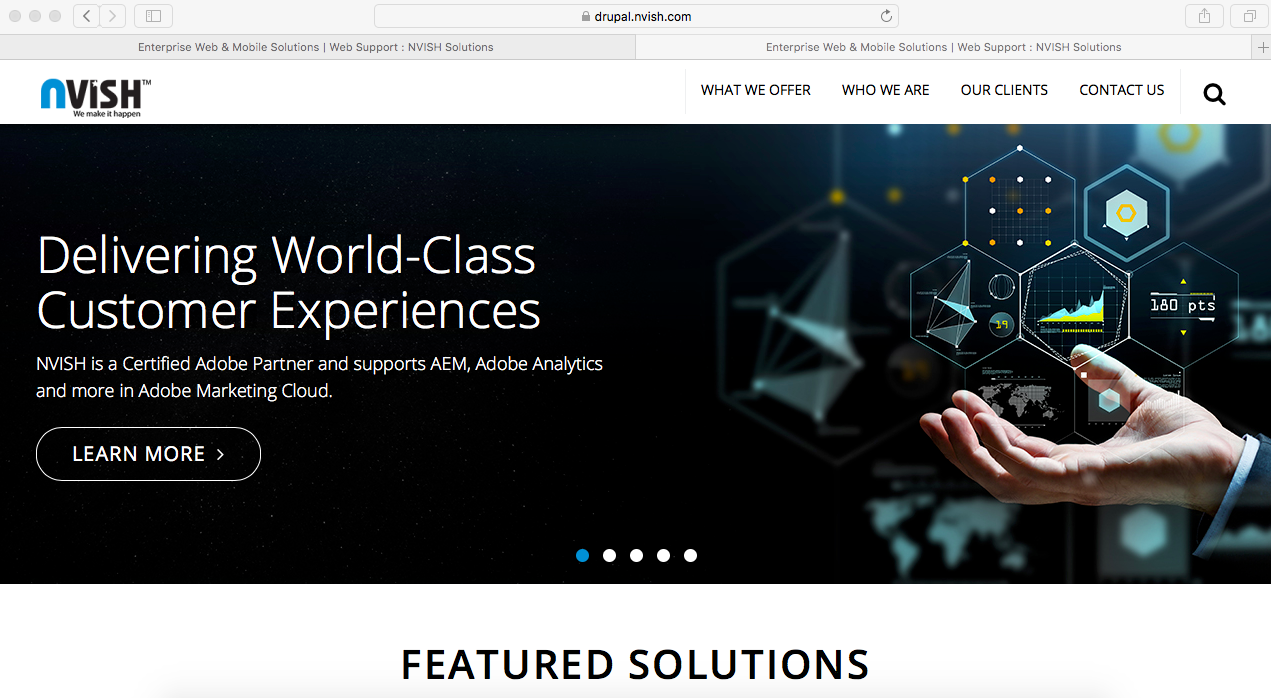 drupal.nvish.com
Enterprise Web & Mobile Solutions | Web Support : NVISH Solutions
Enterprise Web & Mobile Solutions | Web Support : NVISH Solutions
nViSH™
We make it happen
WHAT WE OFFER
WHO WE ARE
OUR CLIENTS
CONTACT US
Delivering World-Class
Customer Experiences
NVISH is a Certified Adobe Partner and supports AEM, Adobe Analytics
and more in Adobe Marketing Cloud.
LEARN MORE >
180 pts
19
FEATURED SOLUTIONS